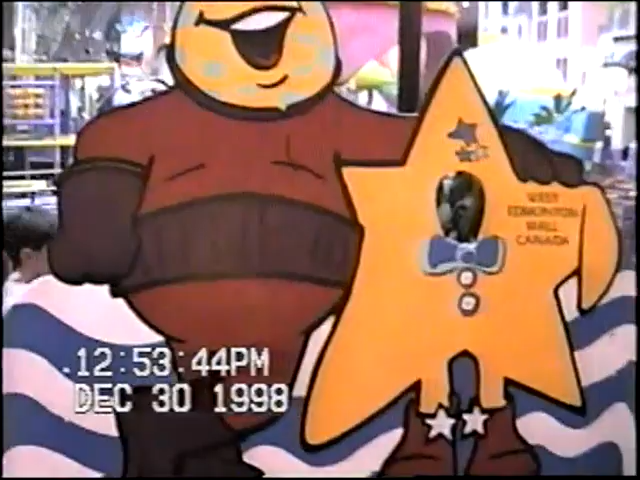 WEST
EDMONTON
MALL
CANADA
.12:53:44PM
DEC 30 1998